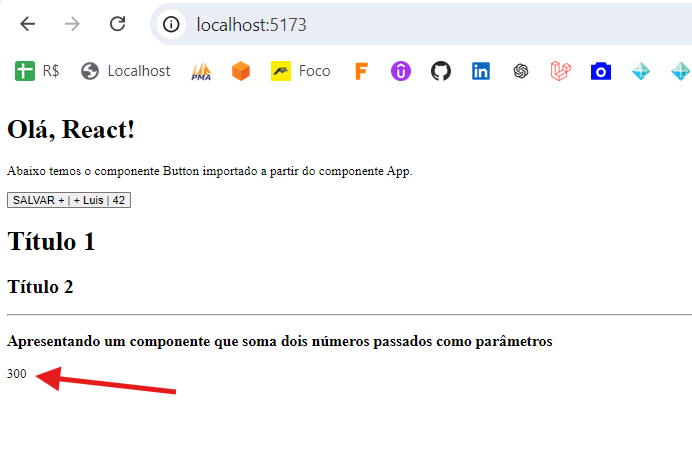 localhost:5173
R$ Localhost PMA Foco F in
Olá, React!
Abaixo temos o componente Button importado a partir do componente App.
SALVAR + | + Luis | 42
Título 1
Título 2
Apresentando um componente que soma dois números passados como parâmetros
300